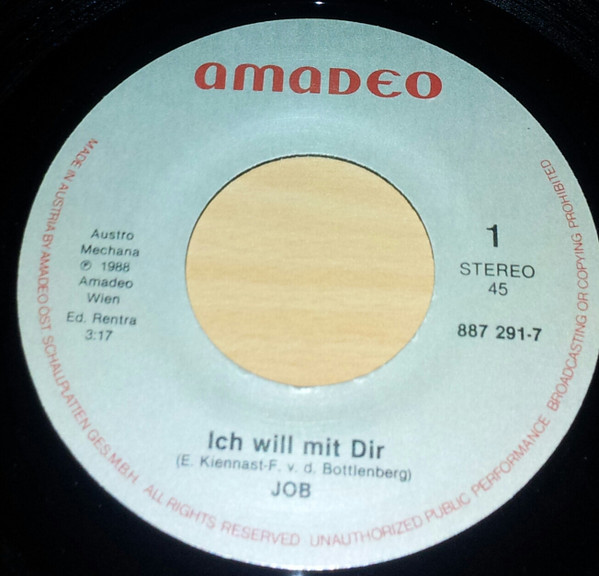 amadeo
Austro
Mechana
℗ 1988
Amadeo
Wien
Ed. Rentra
3:17
1
STEREO
45
887 291-7
Ich will mit Dir
(E. Kiennast-F. v. d. Bottlenberg)
JOB
MADE IN AUSTRIA BY AMADEO ÖST. SCHALLPLATTEN GES.M.B.H. ALL RIGHTS RESERVED UNAUTHORIZED PUBLIC PERFORMANCE BROADCASTING OR COPYING PROHIBITED